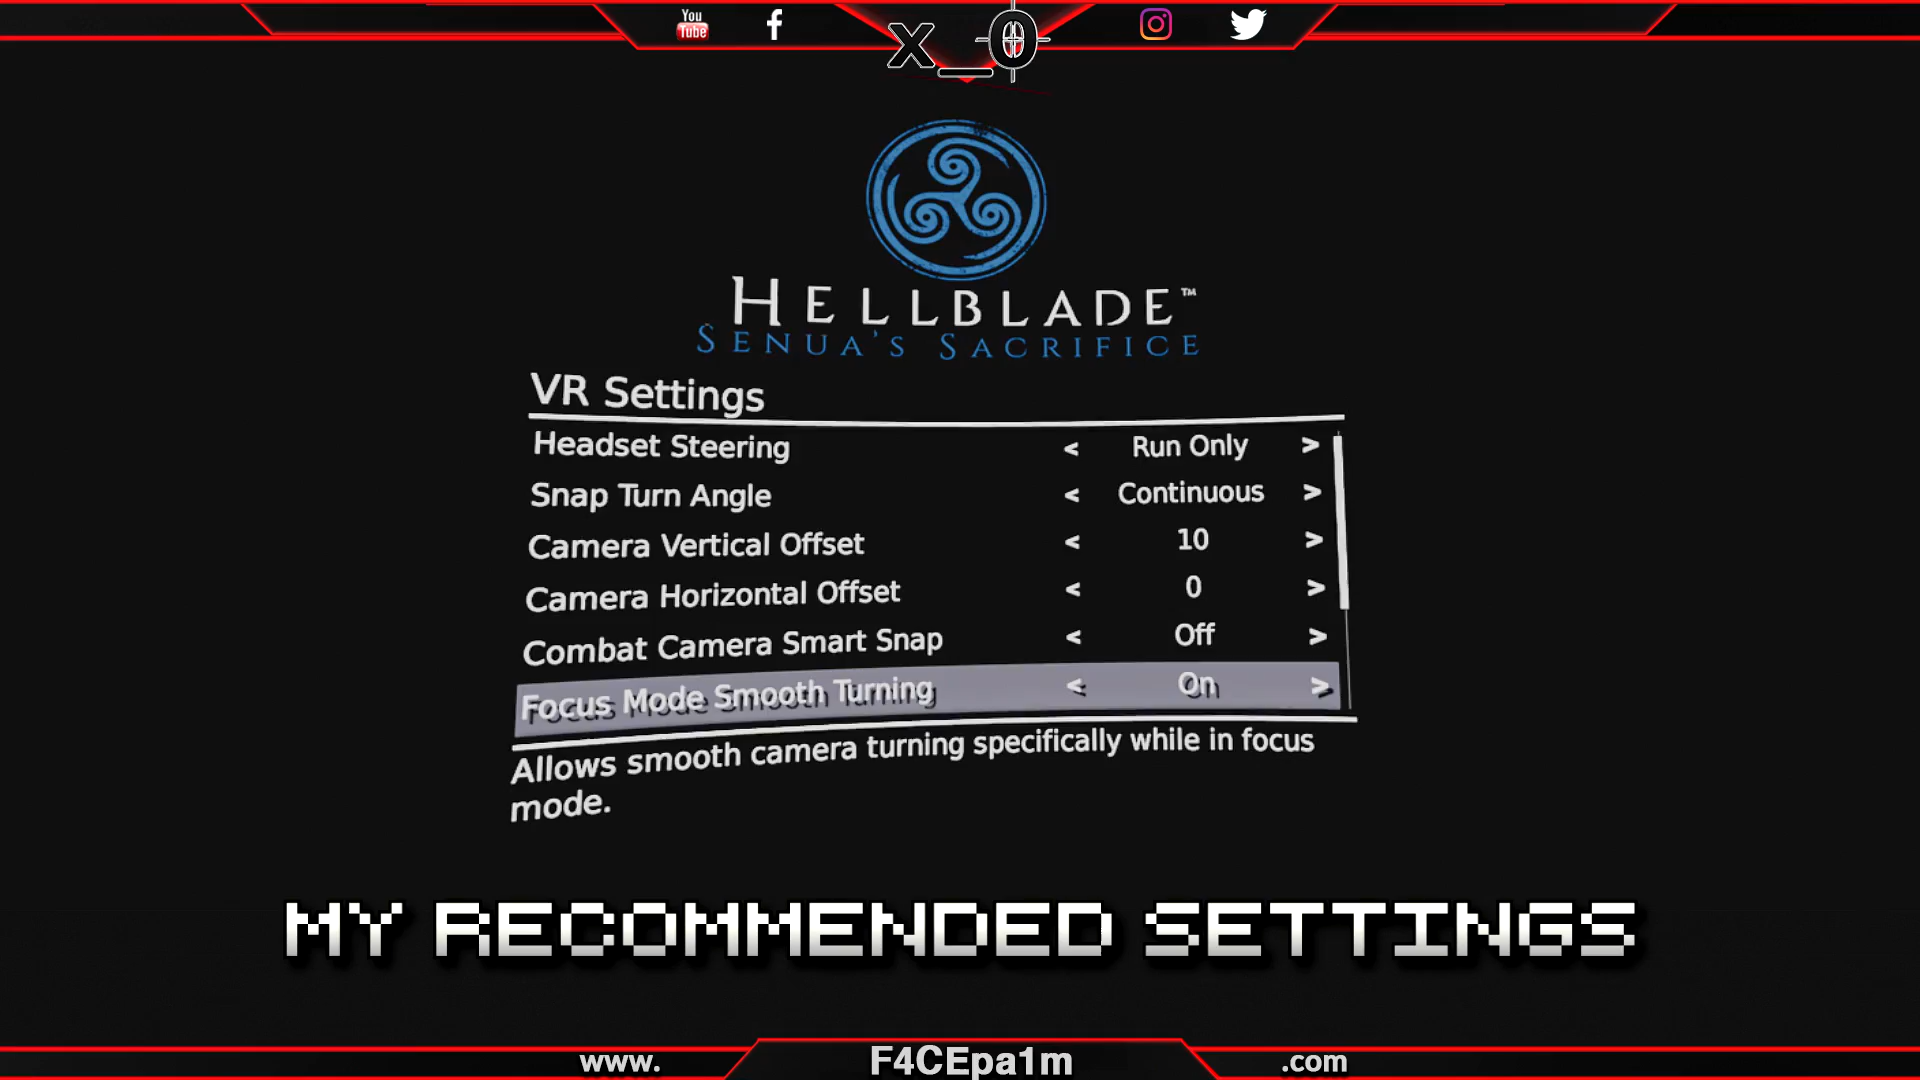 You
Tube
x_0
HELLBLADE™
SENUA'S SACRIFICE
VR Settings
Headset Steering < Run Only >
Snap Turn Angle < Continuous >
Camera Vertical Offset < 10 >
Camera Horizontal Offset < 0 >
Combat Camera Smart Snap < Off >
Focus Mode Smooth Turning < On >
Allows smooth camera turning specifically while in focus
mode.
MY RECOMMENDED SETTINGS
www. F4CEpa1m .com